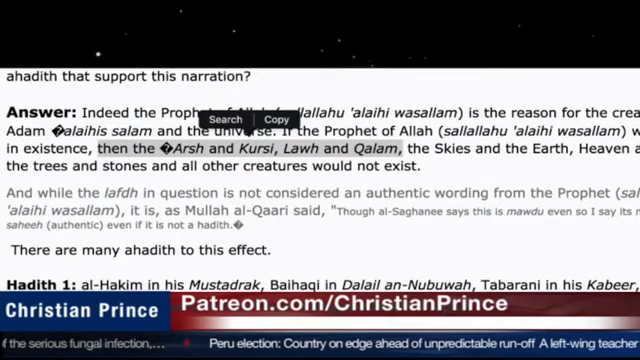 ahadith that support this narration?
Answer: Indeed the Prophet of Allah (sallallahu 'alaihi wasallam) is the reason for the crea
Search Copy
Adam �alaihis salam and the universe. If the Prophet of Allah (sallallahu 'alaihi wasallam) w
in existence, then the �Arsh and Kursi, Lawh and Qalam, the Skies and the Earth, Heaven a
the trees and stones and all other creatures would not exist.
And while the lafdh in question is not considered an authentic wording from the Prophet (sal
'alaihi wasallam), it is, as Mullah al-Qaari said, "Though al-Saghanee says this is mawdu even so I say its m
saheeh (authentic) even if it is not a hadith.�
There are many ahadith to this effect.
Hadith 1: al-Hakim in his Mustadrak, Baihaqi in Dalail an-Nubuwah, Tabarani in his Kabeer,
Christian Prince
Patreon.com/ChristianPrince
of the serious fungal infection,...
Peru election: Country on edge ahead of unpredictable run-off A left-wing teacher